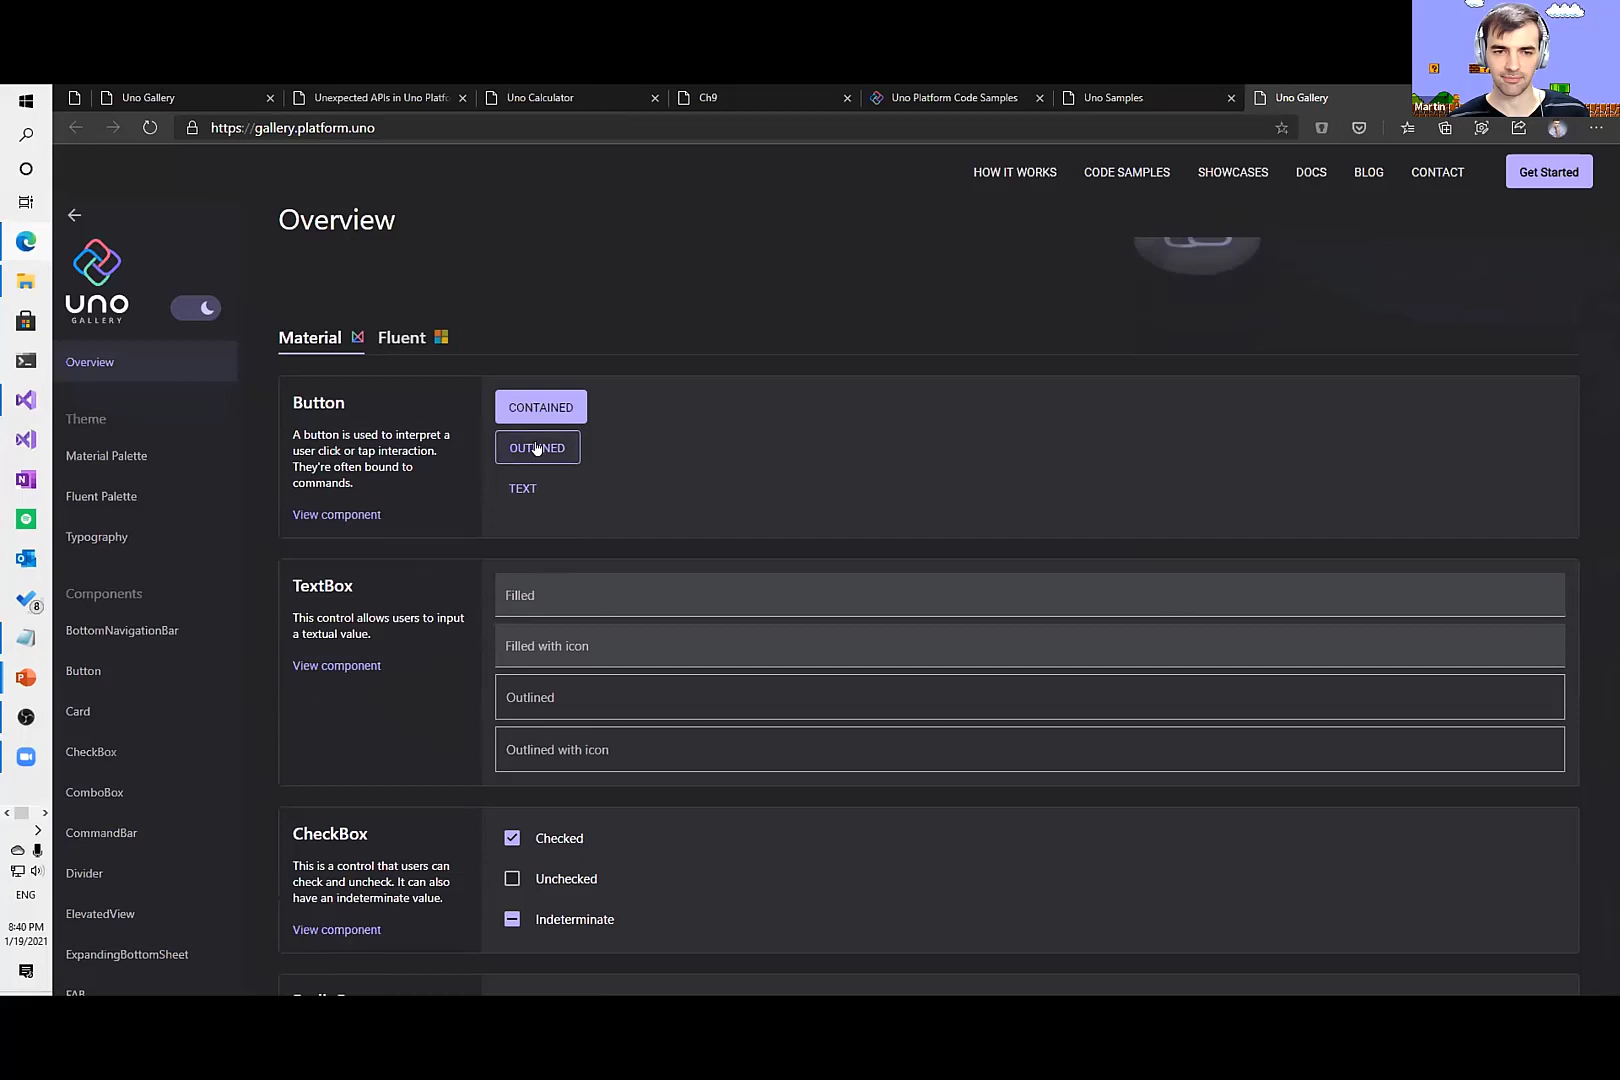 Uno Gallery
Unexpected APIs in Uno Platfo
Uno Calculator
Ch9
Uno Platform Code Samples
Uno Samples
Uno Gallery
Martin
https://gallery.platform.uno
HOW IT WORKS
CODE SAMPLES
SHOWCASES
DOCS
BLOG
CONTACT
Get Started
UNO
GALLERY
Overview
Theme
Material Palette
Fluent Palette
Typography
Components
BottomNavigationBar
Button
Card
CheckBox
ComboBox
CommandBar
Divider
ElevatedView
ExpandingBottomSheet
FAB
Overview
Material
Fluent
Button
A button is used to interpret a
user click or tap interaction.
They're often bound to
commands.
View component
CONTAINED
OUTLINED
TEXT
TextBox
This control allows users to input
a textual value.
View component
Filled
Filled with icon
Outlined
Outlined with icon
CheckBox
This is a control that users can
check and uncheck. It can also
have an indeterminate value.
View component
Checked
Unchecked
Indeterminate
8
ENG
8:40 PM
1/19/2021